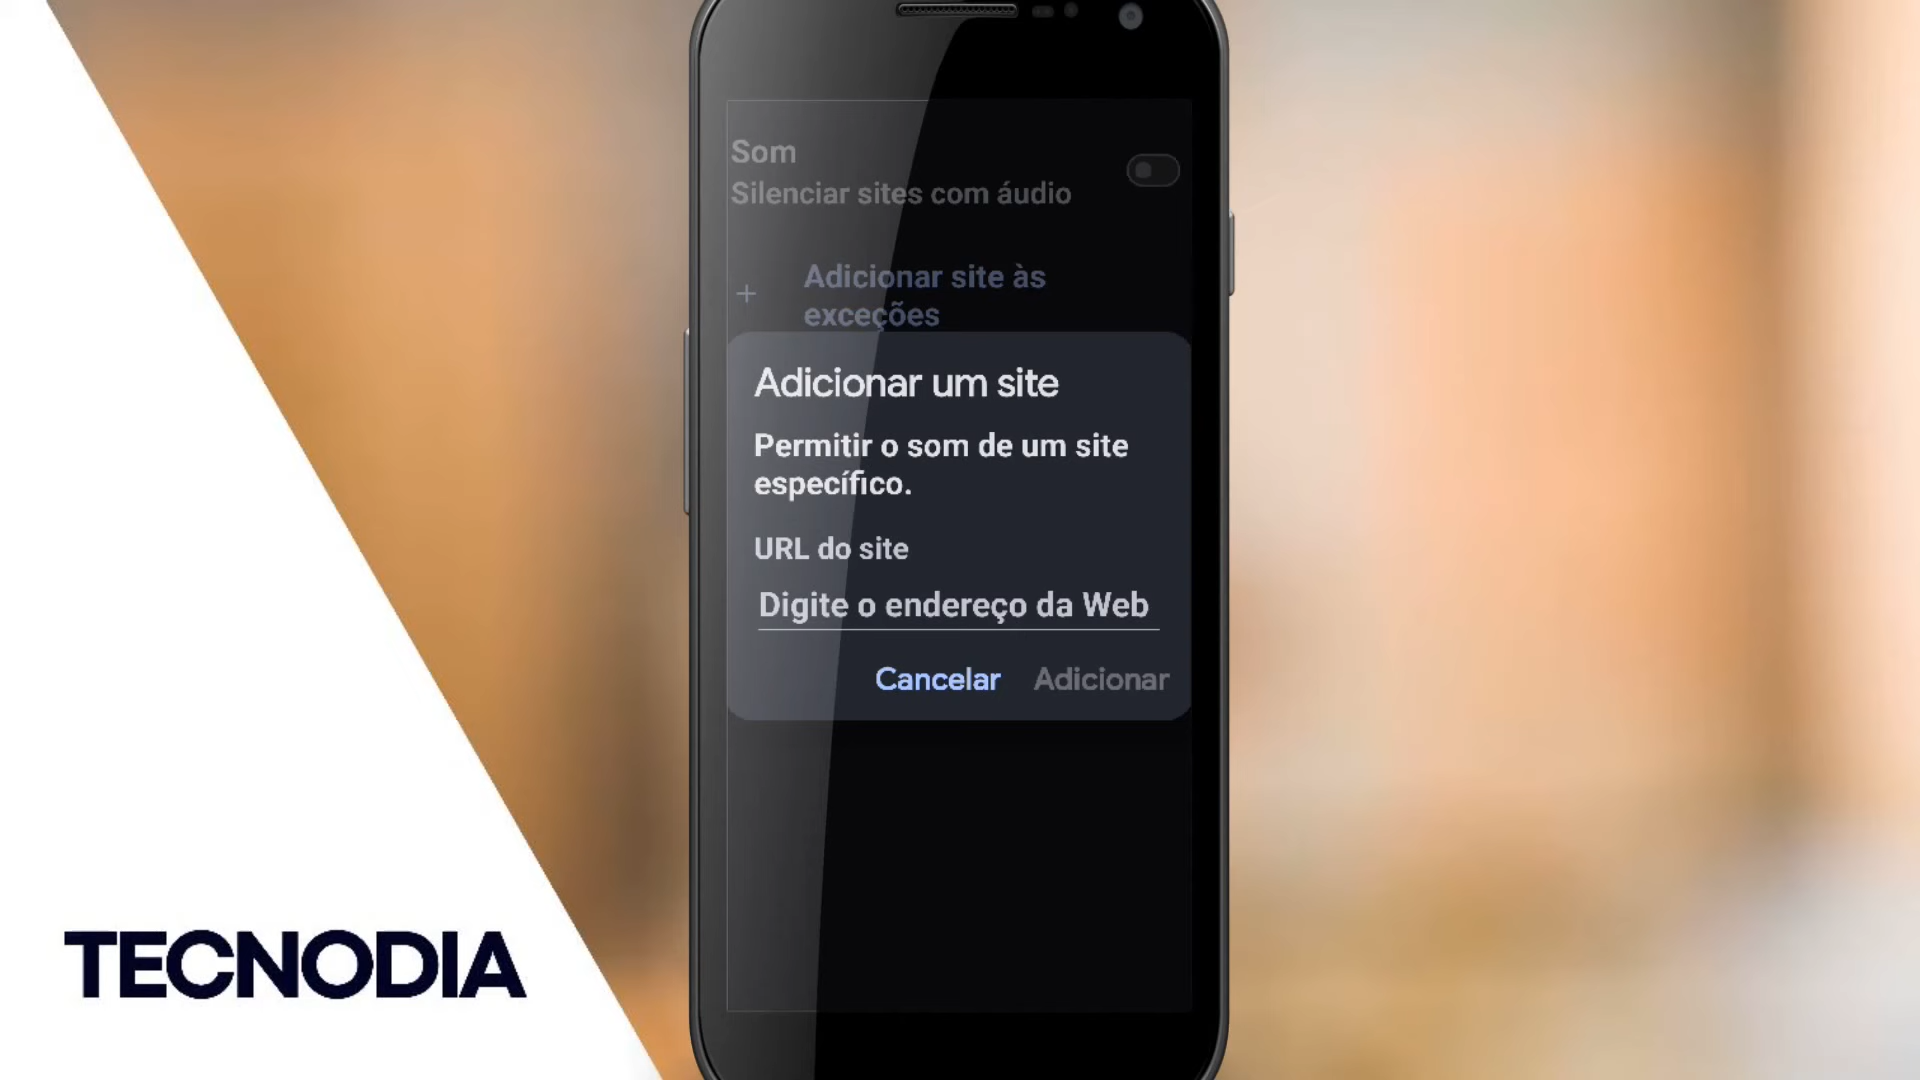 Som
Silenciar sites com áudio
Adicionar site às
exceções
Adicionar um site
Permitir o som de um site
específico.
URL do site
Digite o endereço da Web
Cancelar Adicionar
TECNODIA